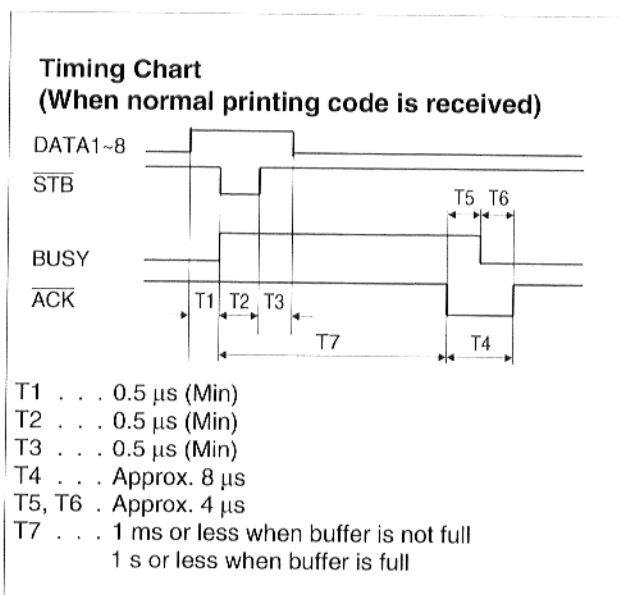 Timing Chart
(When normal printing code is received)
DATA1~8
STB
T5 T6
BUSY
ACK
T1 T2 T3
T7
T4
T1 . . . 0.5 μs (Min)
T2 . . . 0.5 μs (Min)
T3 . . . 0.5 μs (Min)
T4 . . . Approx. 8 μs
T5, T6 . Approx. 4 μs
T7 . . . 1 ms or less when buffer is not full
1 s or less when buffer is full